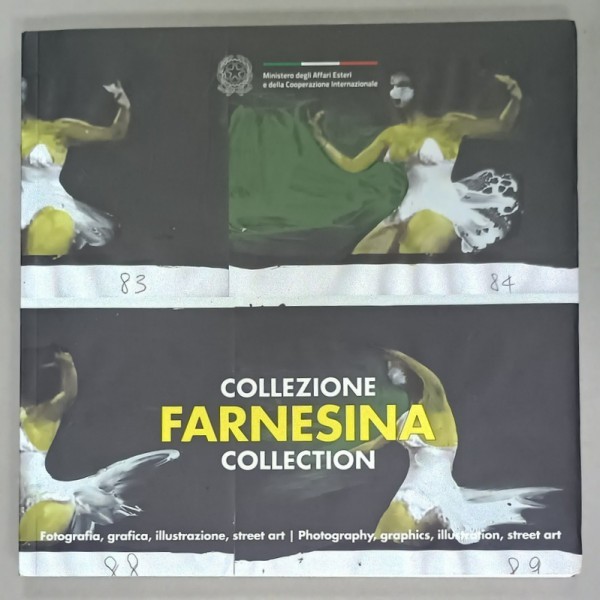 Ministero degli Affari Esteri
e della Cooperazione Internazionale
83
84
COLLEZIONE
FARNESINA
COLLECTION
Fotografia, grafica, illustrazione, street art | Photography, graphics, illustration, street art
88
89